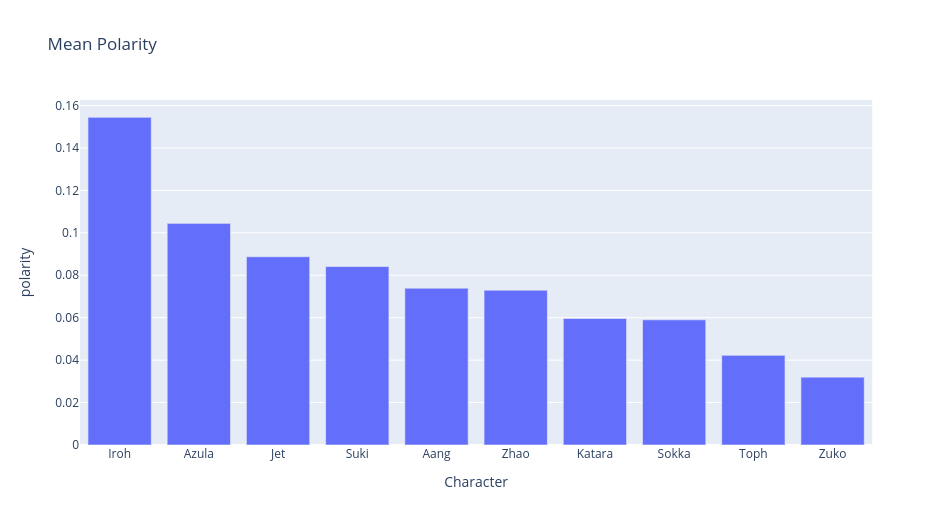 Mean Polarity
0.16
0.14
0.12
0.1
0.08
0.06
0.04
0.02
0
polarity
Iroh Azula Jet Suki Aang Zhao Katara Sokka Toph Zuko
Character